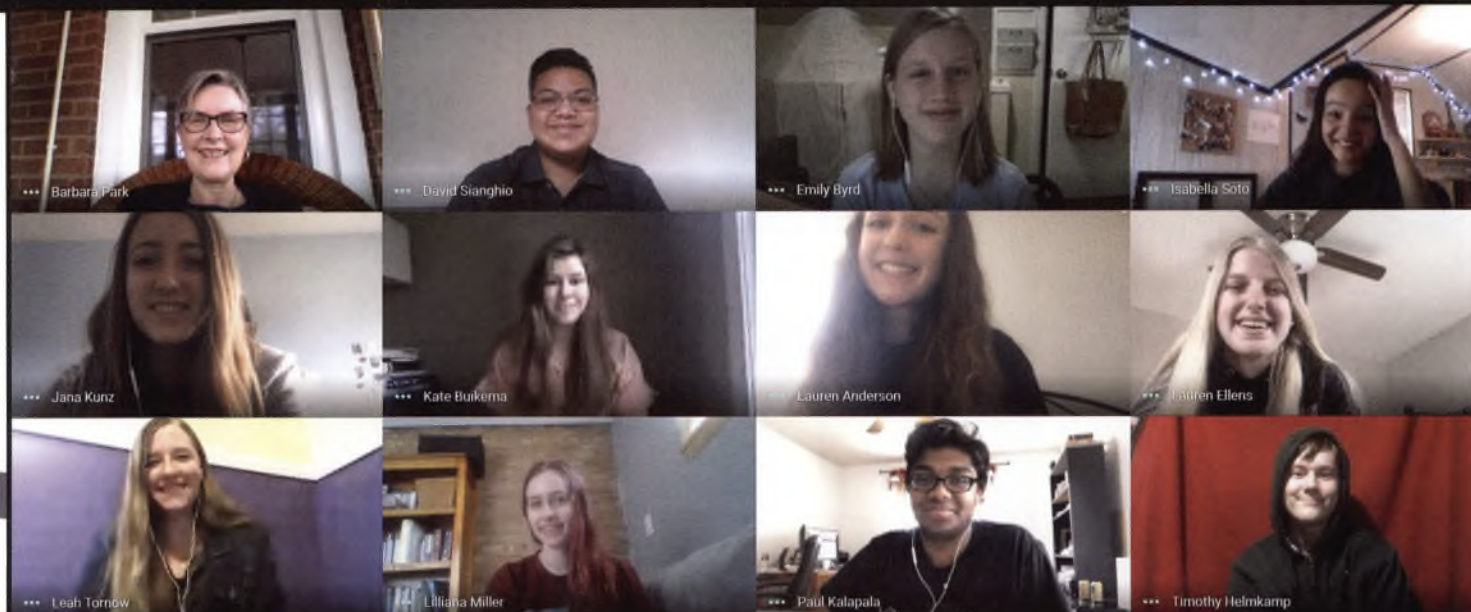 Barbara Park
David Sianghio
Emily Byrd
Isabella Soto
Jana Kunz
Kate Buikema
Lauren Anderson
Lauren Ellens
Leah Tornow
Lilliana Miller
Paul Kalapala
Timothy Helmkamp